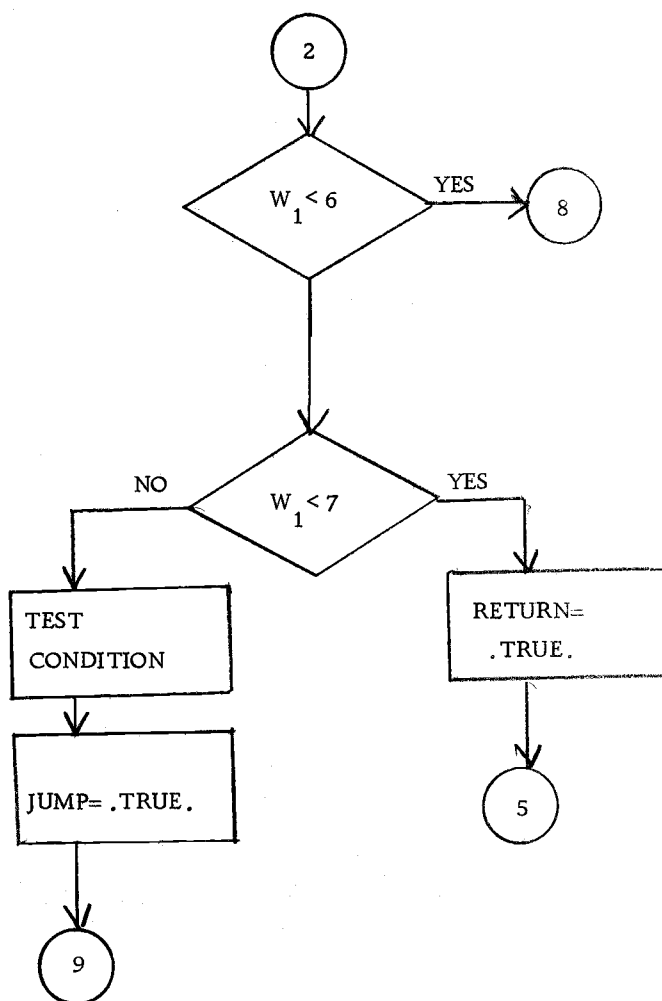 2
W₁ < 6
YES
8
NO
W₁ < 7
YES
TEST
CONDITION
RETURN=
.TRUE.
JUMP= .TRUE.
5
9